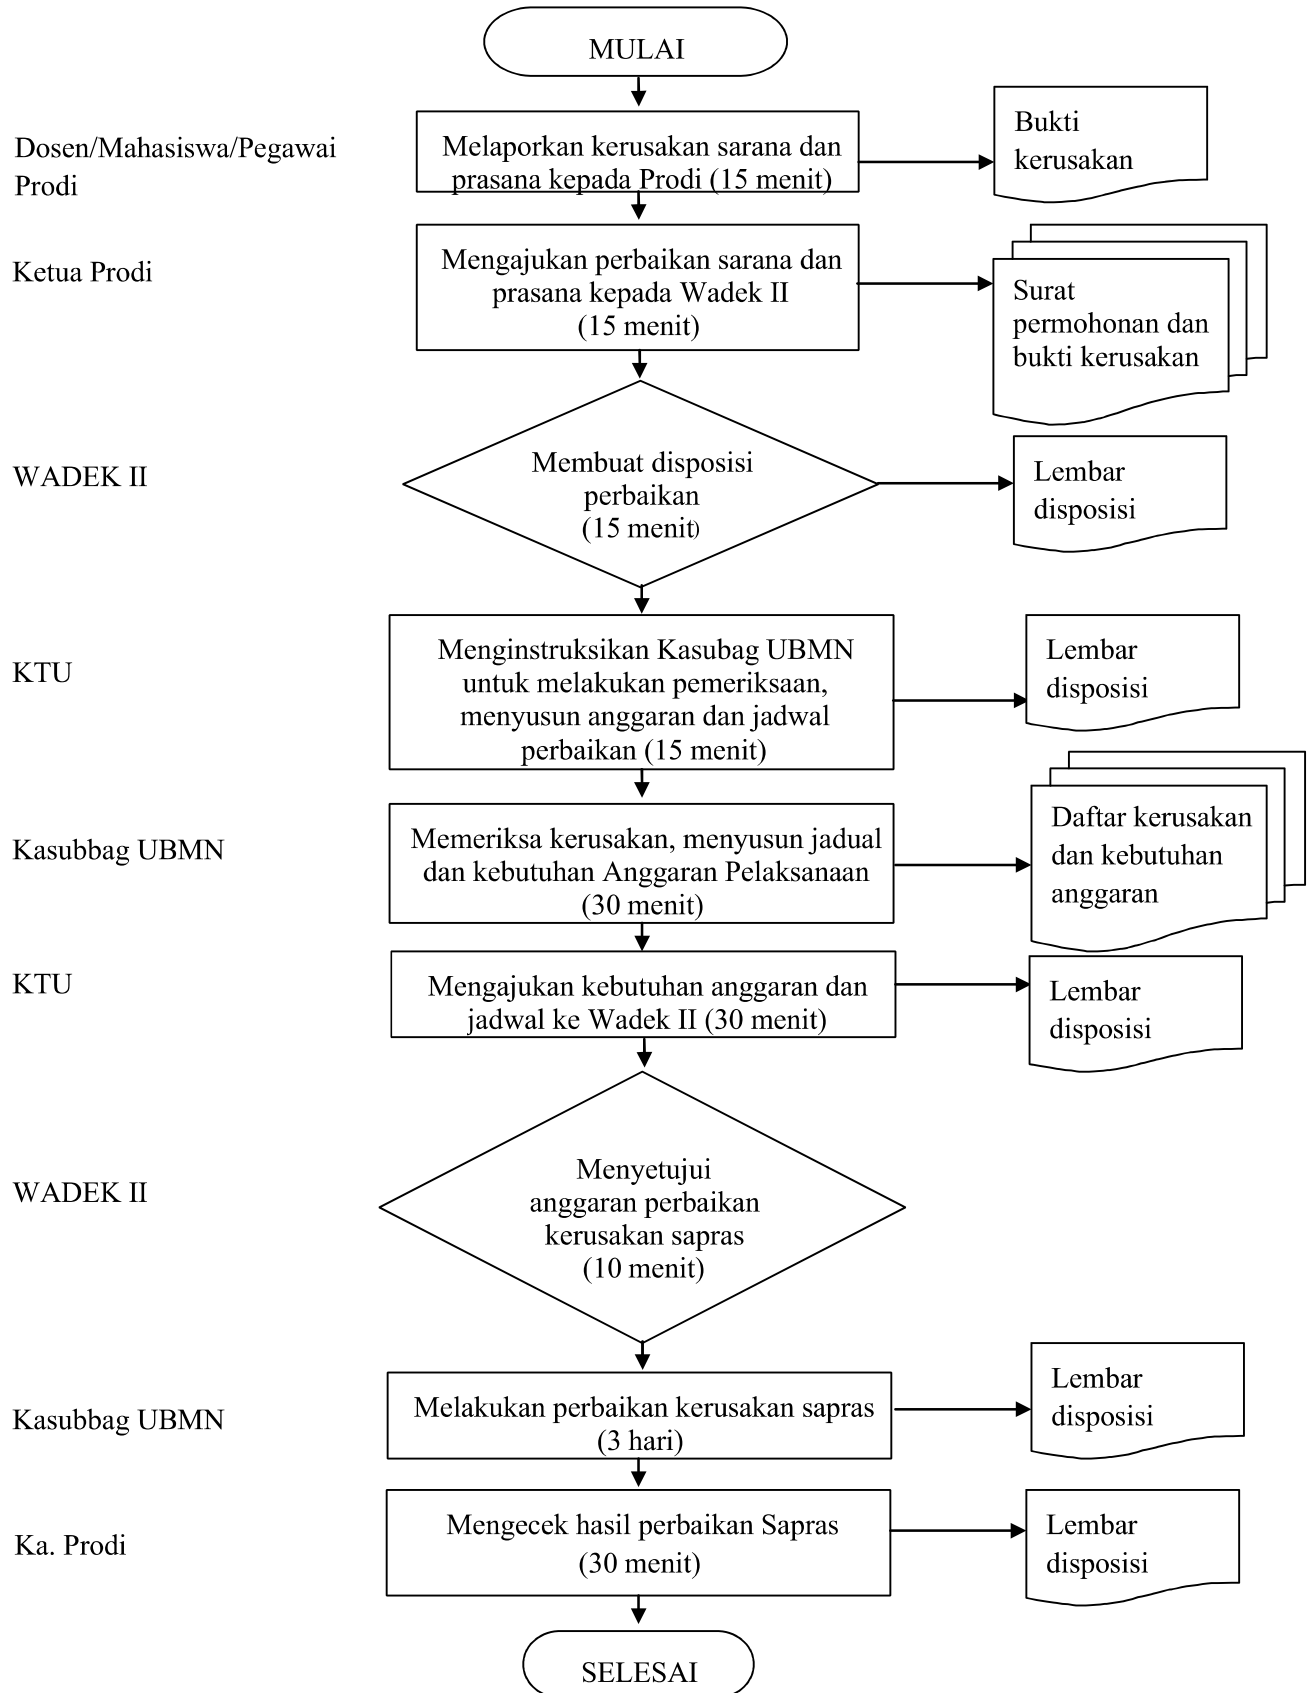 MULAI
Dosen/Mahasiswa/Pegawai
Prodi
Melaporkan kerusakan sarana dan
prasana kepada Prodi (15 menit)
Bukti
kerusakan
Ketua Prodi
Mengajukan perbaikan sarana dan
prasana kepada Wadek II
(15 menit)
Surat
permohonan dan
bukti kerusakan
WADEK II
Membuat disposisi
perbaikan
(15 menit)
Lembar
disposisi
KTU
Menginstruksikan Kasubag UBMN
untuk melakukan pemeriksaan,
menyusun anggaran dan jadwal
perbaikan (15 menit)
Lembar
disposisi
Kasubbag UBMN
Memeriksa kerusakan, menyusun jadual
dan kebutuhan Anggaran Pelaksanaan
(30 menit)
Daftar kerusakan
dan kebutuhan
anggaran
KTU
Mengajukan kebutuhan anggaran dan
jadwal ke Wadek II (30 menit)
Lembar
disposisi
WADEK II
Menyetujui
anggaran perbaikan
kerusakan sapras
(10 menit)
Kasubbag UBMN
Melakukan perbaikan kerusakan sapras
(3 hari)
Lembar
disposisi
Ka. Prodi
Mengecek hasil perbaikan Sapras
(30 menit)
Lembar
disposisi
SELESAI